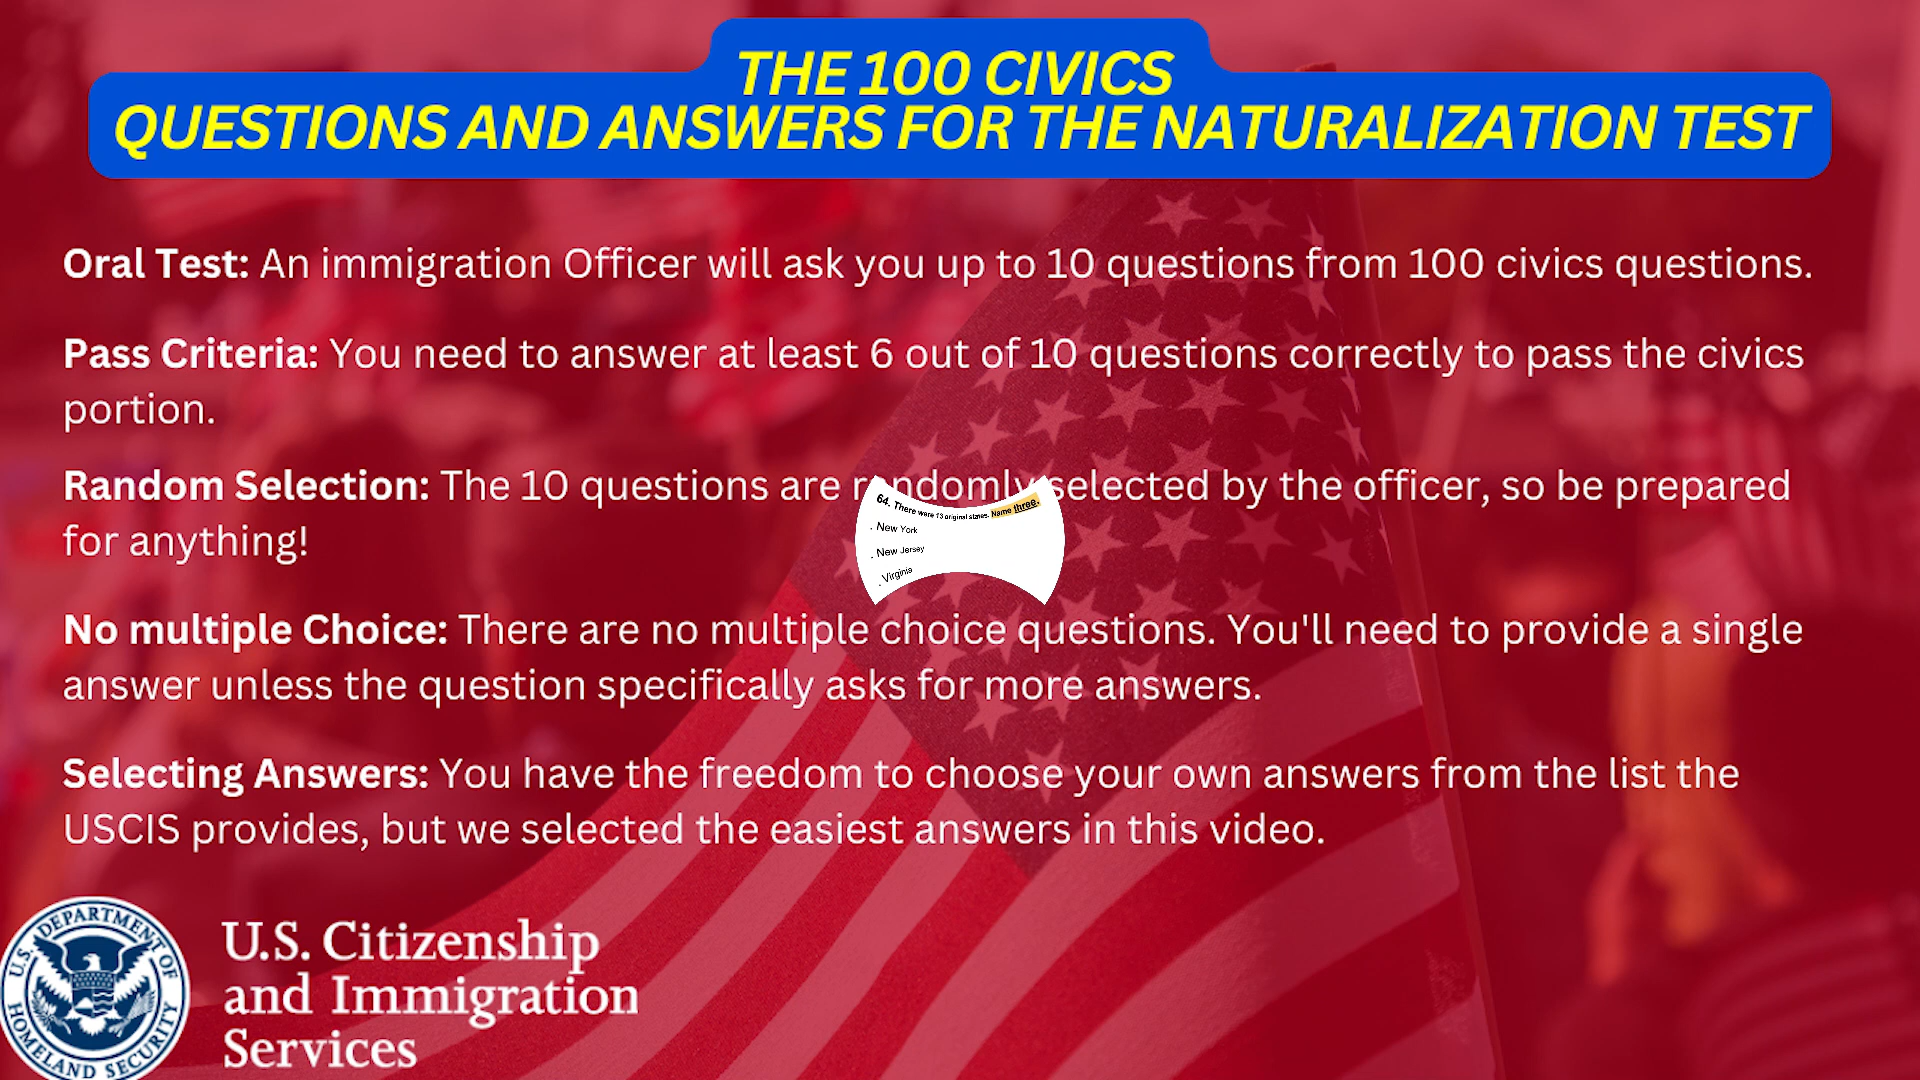 THE 100 CIVICS
QUESTIONS AND ANSWERS FOR THE NATURALIZATION TEST
Oral Test: An immigration Officer will ask you up to 10 questions from 100 civics questions.
Pass Criteria: You need to answer at least 6 out of 10 questions correctly to pass the civics
portion.
Random Selection: The 10 questions are randomly selected by the officer, so be prepared
for anything!
64. There were 13 original states. Name three.
. New York
. New Jersey
. Virginia
No multiple Choice: There are no multiple choice questions. You'll need to provide a single
answer unless the question specifically asks for more answers.
Selecting Answers: You have the freedom to choose your own answers from the list the
USCIS provides, but we selected the easiest answers in this video.
U.S. DEPARTMENT OF
HOMELAND SECURITY
U.S. Citizenship
and Immigration
Services